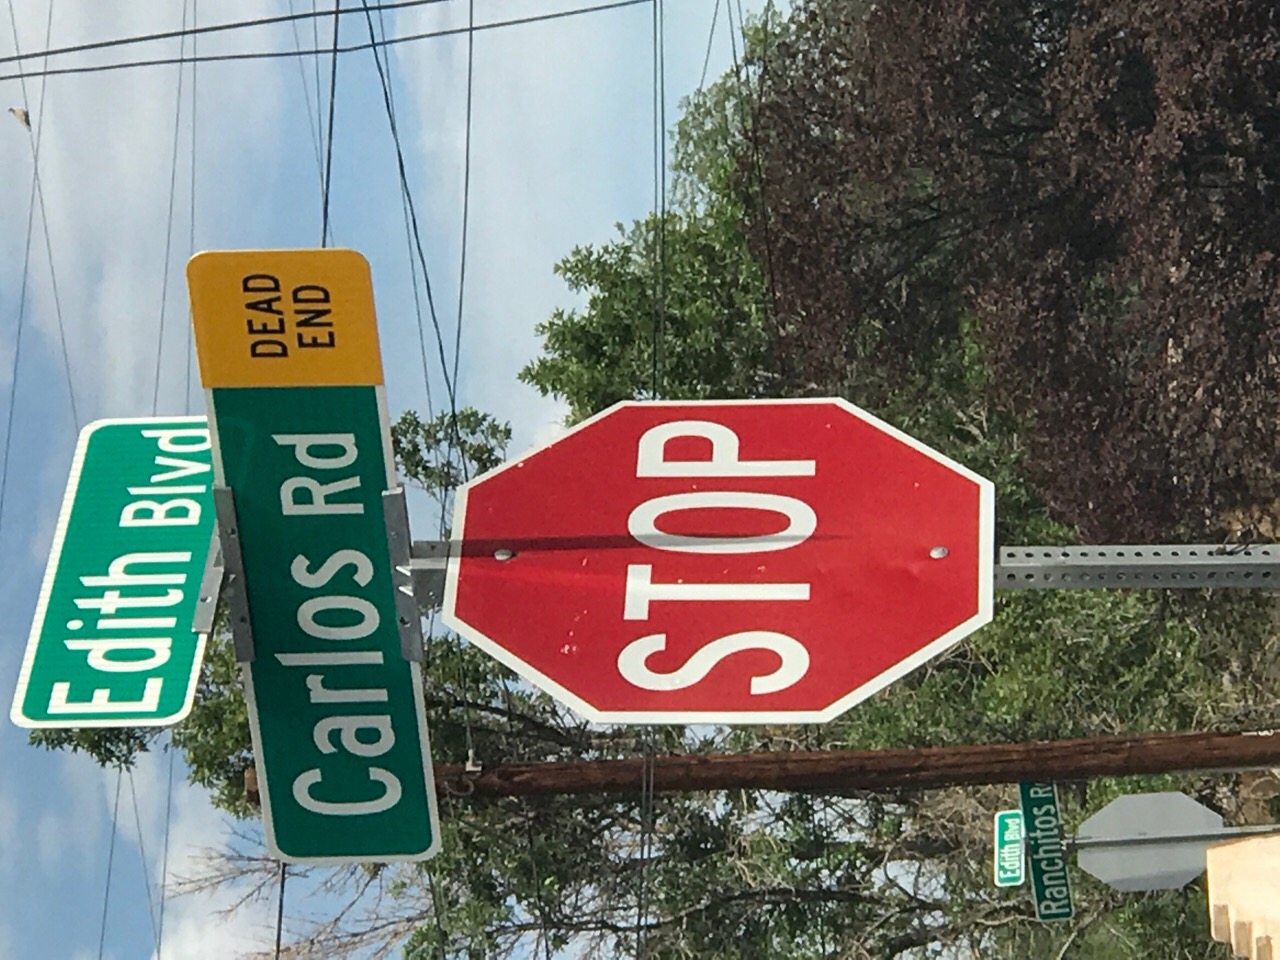 Edith Blvd
Carlos Rd
DEAD
END
STOP
Edith Blvd
Ranchitos R